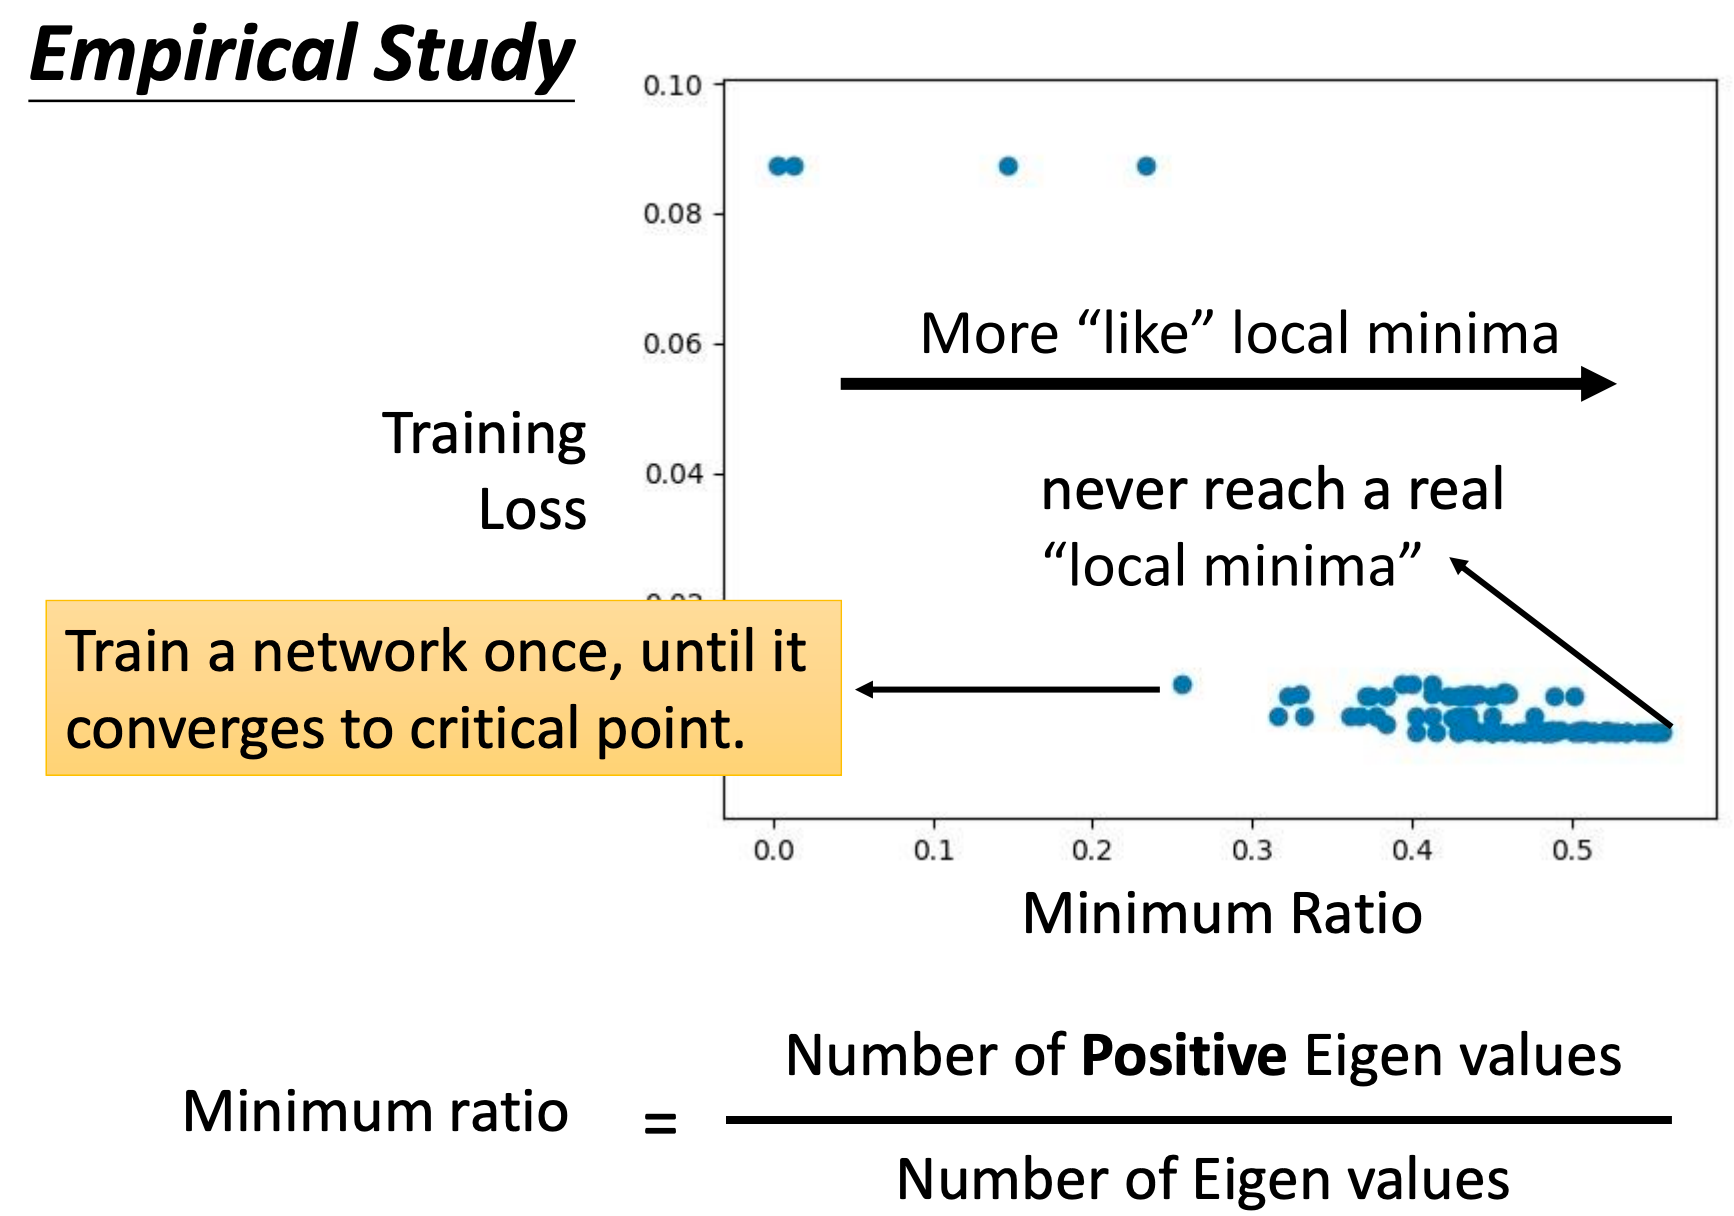 Empirical Study
0.10
0.08
0.06
0.04
More “like” local minima
never reach a real
“local minima”
Training
Loss
Train a network once, until it
converges to critical point.
0.0 0.1 0.2 0.3 0.4 0.5
Minimum Ratio
Minimum ratio =
Number of Positive Eigen values
Number of Eigen values